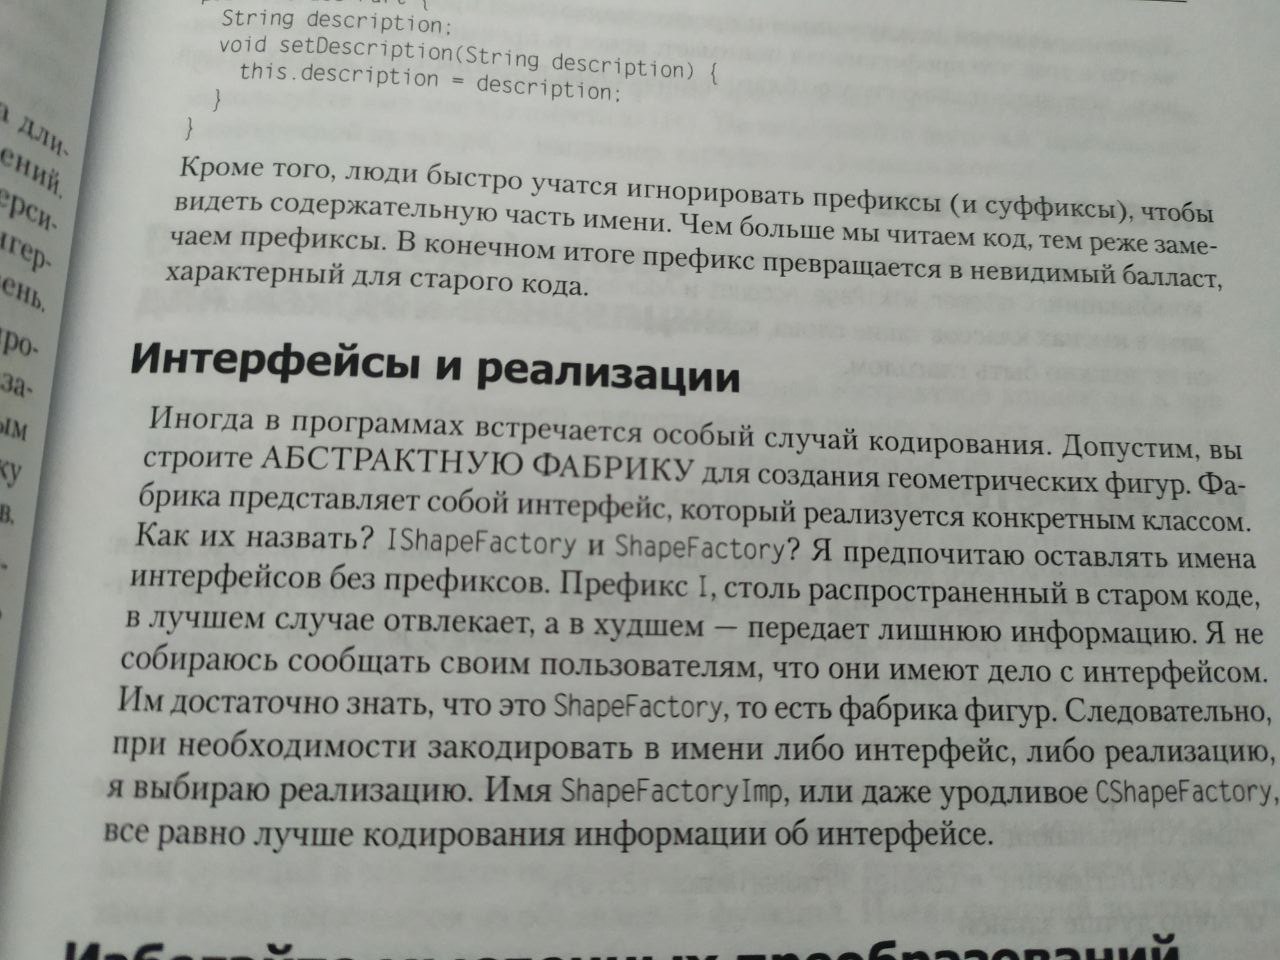 String description;
void setDescription(String description) {
this.description = description;
}
}
Кроме того, люди быстро учатся игнорировать префиксы (и суффиксы), чтобы
видеть содержательную часть имени. Чем больше мы читаем код, тем реже заме-
чаем префиксы. В конечном итоге префикс превращается в невидимый балласт,
характерный для старого кода.
Интерфейсы и реализации
Иногда в программах встречается особый случай кодирования. Допустим, вы
строите АБСТРАКТНУЮ ФАБРИКУ для создания геометрических фигур. Фа-
брика представляет собой интерфейс, который реализуется конкретным классом.
Как их назвать? IShapeFactory и ShapeFactory? Я предпочитаю оставлять имена
интерфейсов без префиксов. Префикс I, столь распространенный в старом коде,
в лучшем случае отвлекает, а в худшем — передает лишнюю информацию. Я не
собираюсь сообщать своим пользователям, что они имеют дело с интерфейсом.
Им достаточно знать, что это ShapeFactory, то есть фабрика фигур. Следовательно,
при необходимости закодировать в имени либо интерфейс, либо реализацию,
я выбираю реализацию. Имя ShapeFactoryImp, или даже уродливое CShapeFactory,
все равно лучше кодирования информации об интерфейсе.
преобразований